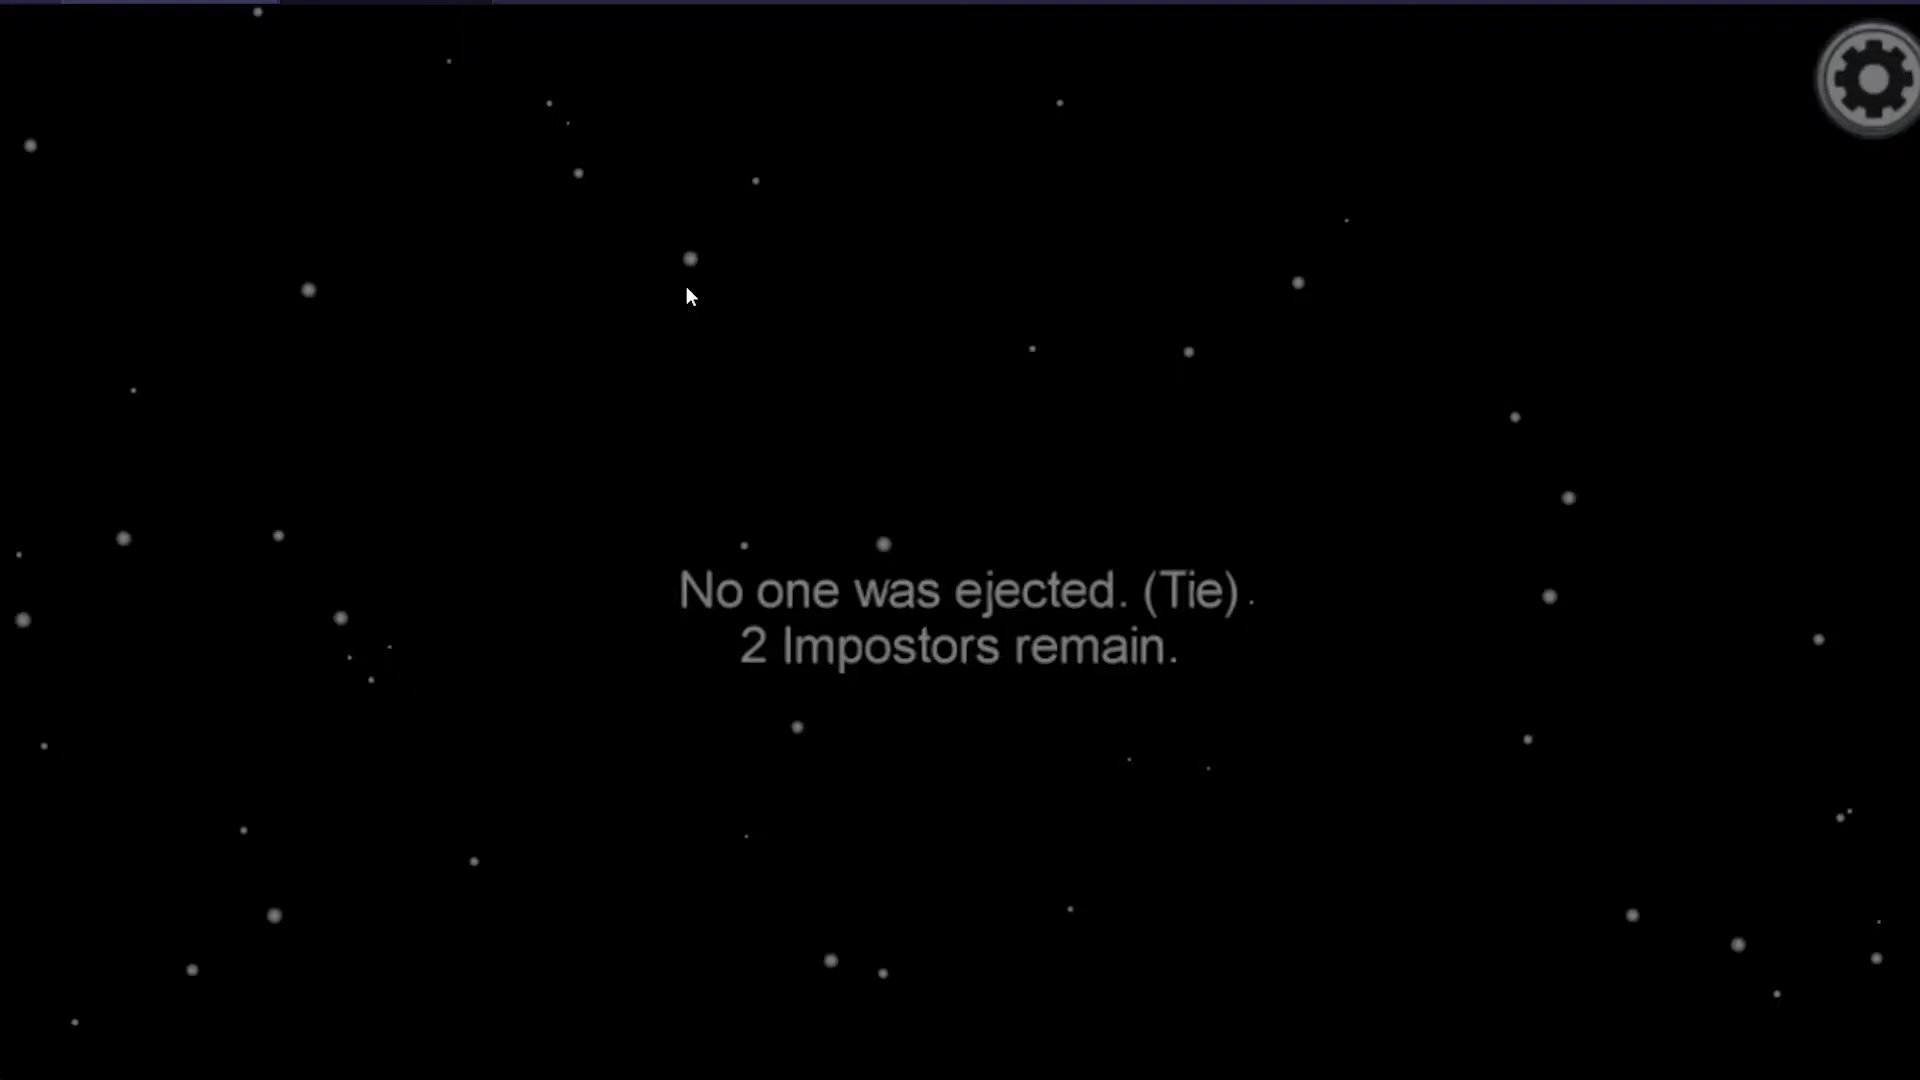 No one was ejected. (Tie)
2 Impostors remain.